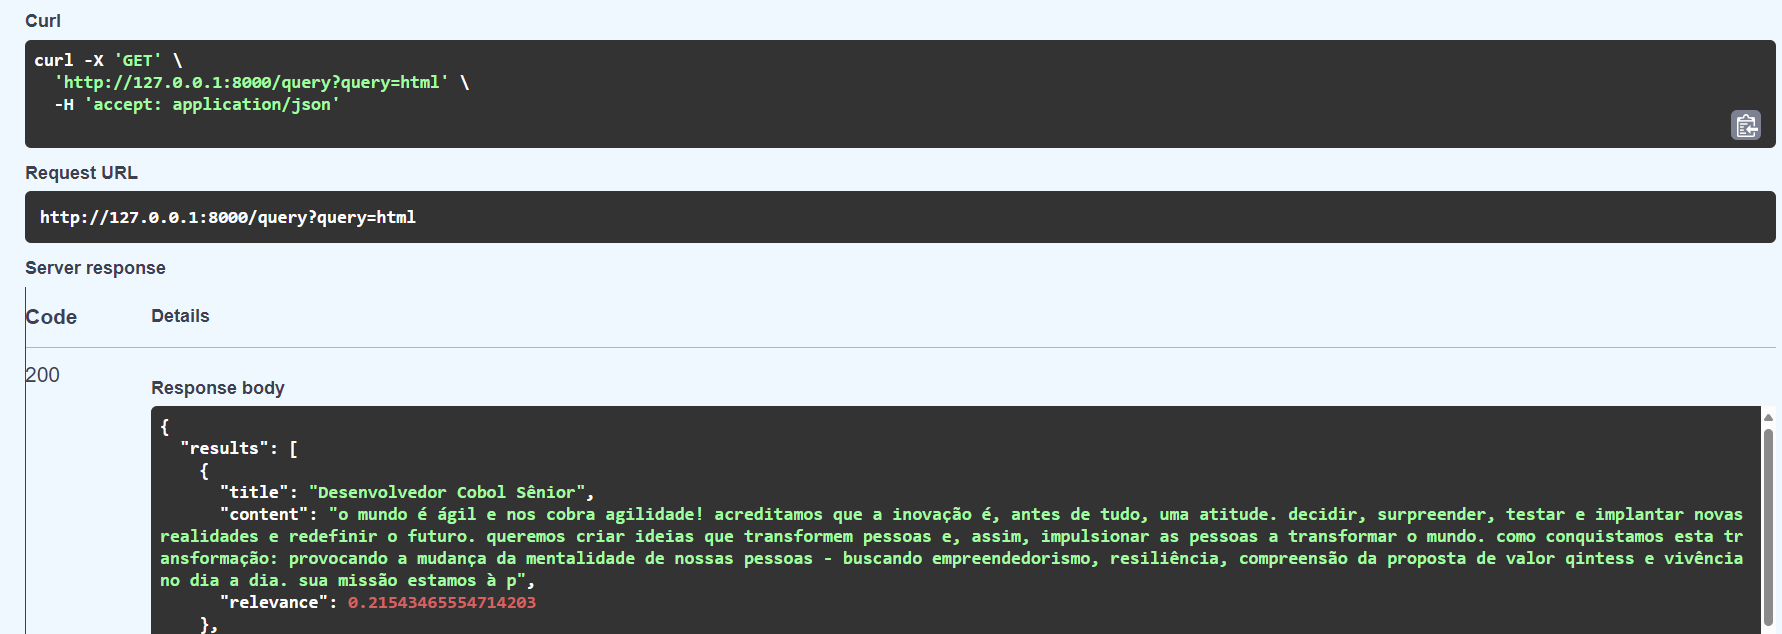 Curl
curl -X 'GET' \
'http://127.0.0.1:8000/query?query=html' \
-H 'accept: application/json'
Request URL
http://127.0.0.1:8000/query?query=html
Server response
Code Details
200
Response body
{
"results": [
{
"title": "Desenvolvedor Cobol Sênior",
"content": "o mundo é ágil e nos cobra agilidade! acreditamos que a inovação é, antes de tudo, uma atitude. decidir, surpreender, testar e implantar novas
realidades e redefinir o futuro. queremos criar ideias que transformem pessoas e, assim, impulsionar as pessoas a transformar o mundo. como conquistamos esta tr
ansformação: provocando a mudança da mentalidade de nossas pessoas - buscando empreendedorismo, resiliência, compreensão da proposta de valor qintess e vivência
no dia a dia. sua missão estamos à p",
"relevance": 0.21543465554714203
},